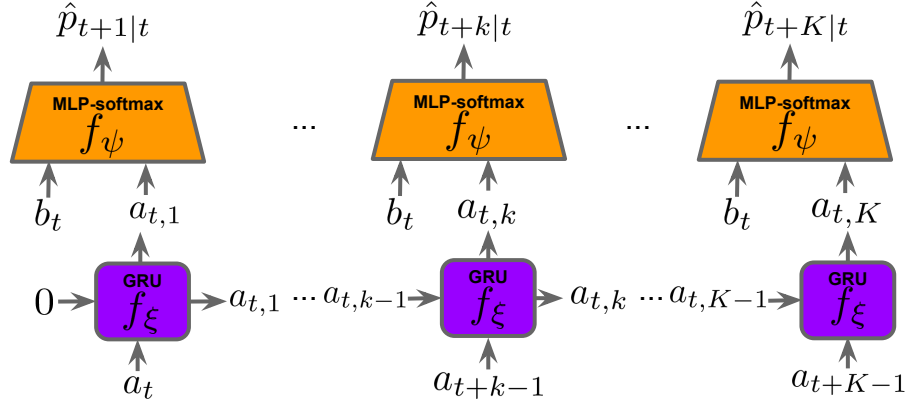 p̂_{t+1|t} p̂_{t+k|t} p̂_{t+K|t}
MLP-softmax MLP-softmax MLP-softmax
f_ψ ... f_ψ ... f_ψ
b_t a_{t,1} b_t a_{t,k} b_t a_{t,K}
GRU GRU GRU
0 f_ξ a_{t,1} ... a_{t,k−1} f_ξ a_{t,k} ... a_{t,K−1} f_ξ
a_t a_{t+k−1} a_{t+K−1}